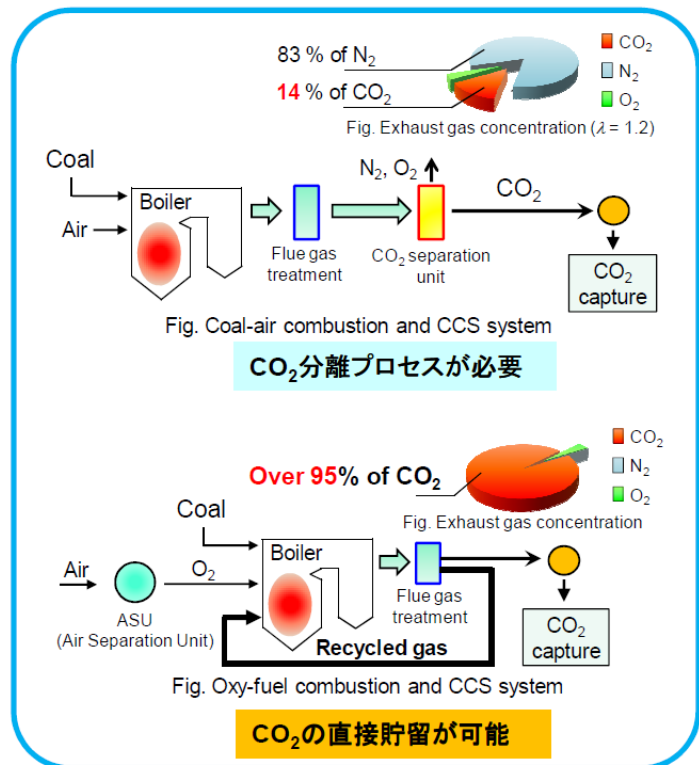 83 % of N₂
14 % of CO₂
CO₂
N₂
O₂
Fig. Exhaust gas concentration (λ = 1.2)
Coal
Air
Boiler
N₂, O₂
CO₂
Flue gas
treatment
CO₂ separation
unit
CO₂
capture
Fig. Coal-air combustion and CCS system
CO₂分離プロセスが必要
Over 95% of CO₂
CO₂
N₂
O₂
Fig. Exhaust gas concentration
Coal
Boiler
Air
O₂
ASU
(Air Separation Unit)
Flue gas
treatment
Recycled gas
CO₂
capture
Fig. Oxy-fuel combustion and CCS system
CO₂の直接貯留が可能